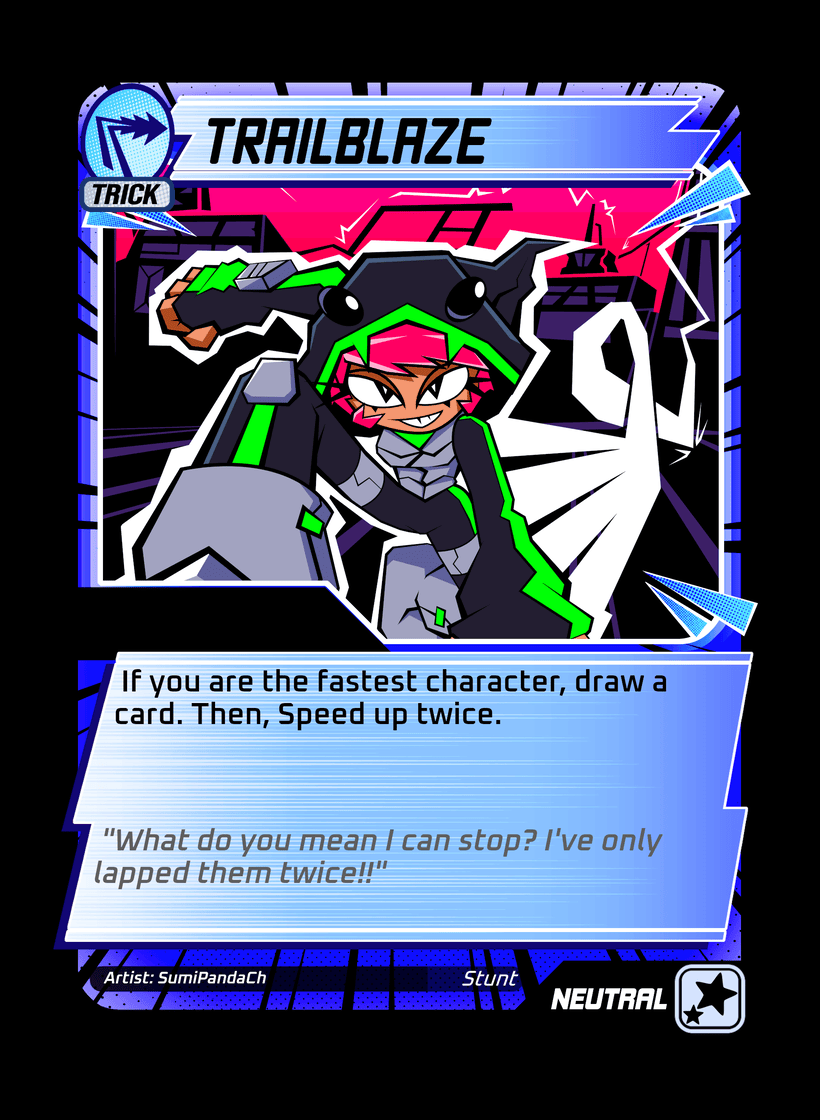 TRAILBLAZE
TRICK
If you are the fastest character, draw a
card. Then, Speed up twice.
"What do you mean I can stop? I've only
lapped them twice!!"
Artist: SumiPandaCh
Stunt
NEUTRAL